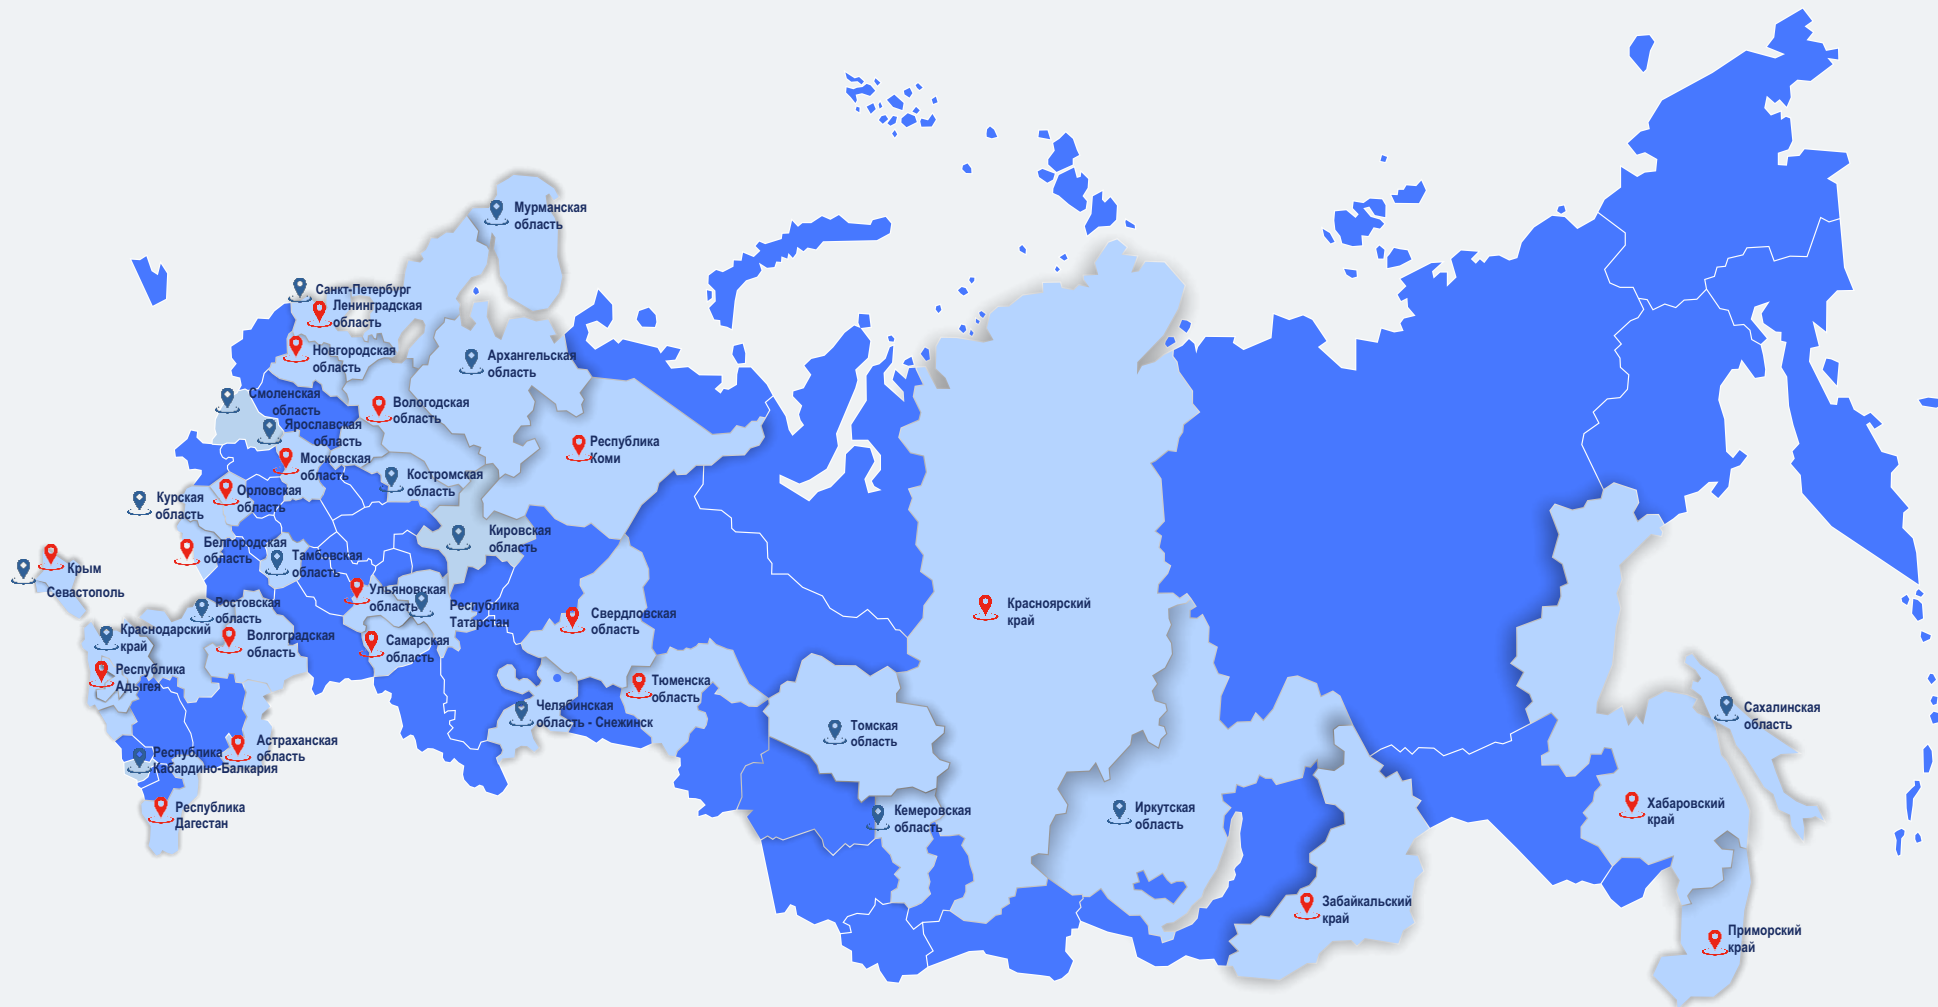 Мурманская
область
Санкт-Петербург
Ленинградская
область
Новгородская
область
Архангельская
область
Смоленская
область
Вологодская
область
Ярославская
область
Республика
Коми
Московская
область
Костромская
область
Орловская
область
Курская
область
Кировская
область
Белгородская
область
Тамбовская
область
Крым
Севастополь
Ульяновская
область
Республика
Татарстан
Ростовская
область
Свердловская
область
Красноярский
край
Краснодарский
край
Волгоградская
область
Самарская
область
Республика
Адыгея
Тюменска
область
Челябинская
область - Снежинск
Сахалинская
область
Томская
область
Астраханская
область
Республика
Кабардино-Балкария
Республика
Дагестан
Кемеровская
область
Иркутская
область
Хабаровский
край
Забайкальский
край
Приморский
край